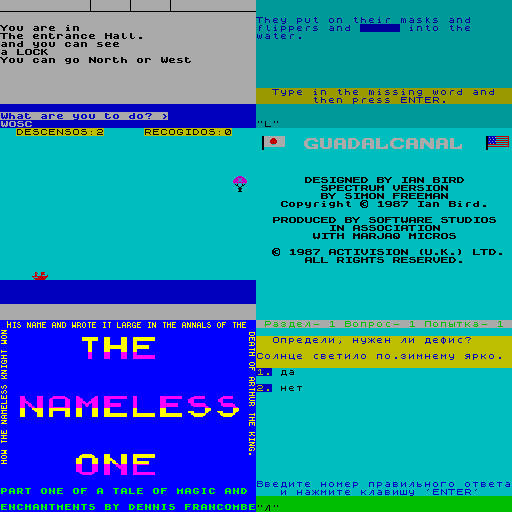 You are in
The entrance Hall.
and you can see
a LOCK
You can go North or West
What are you to do? >
WOSC
They put on their masks and
flippers and into the
water.
Type in the missing word and
then press ENTER.
"L"
DESCENSOS:2 RECOGIDOS:0
GUADALCANAL
DESIGNED BY IAN BIRD
SPECTRUM VERSION
BY SIMON FREEMAN
Copyright © 1987 Ian Bird.
PRODUCED BY SOFTWARE STUDIOS
IN ASSOCIATION
WITH MARJAQ MICROS
© 1987 ACTIVISION (U.K.) LTD.
ALL RIGHTS RESERVED.
HOW THE NAMELESS KNIGHT WON
HIS NAME AND WROTE IT LARGE IN THE ANNALS OF THE
DEATH OF ARTHUR THE KING.
THE
NAMELESS
ONE
PART ONE OF A TALE OF MAGIC AND
ENCHANTMENTS BY DENNIS FRANCOMBE
Раздел- 1 Вопрос- 1 Попытка- 1
Определи, нужен ли дефис?
Солнце светило по.зимнему ярко.
1. да
2. нет
Введите номер правильного ответа
и нажмите клавишу 'ENTER'
"Л"